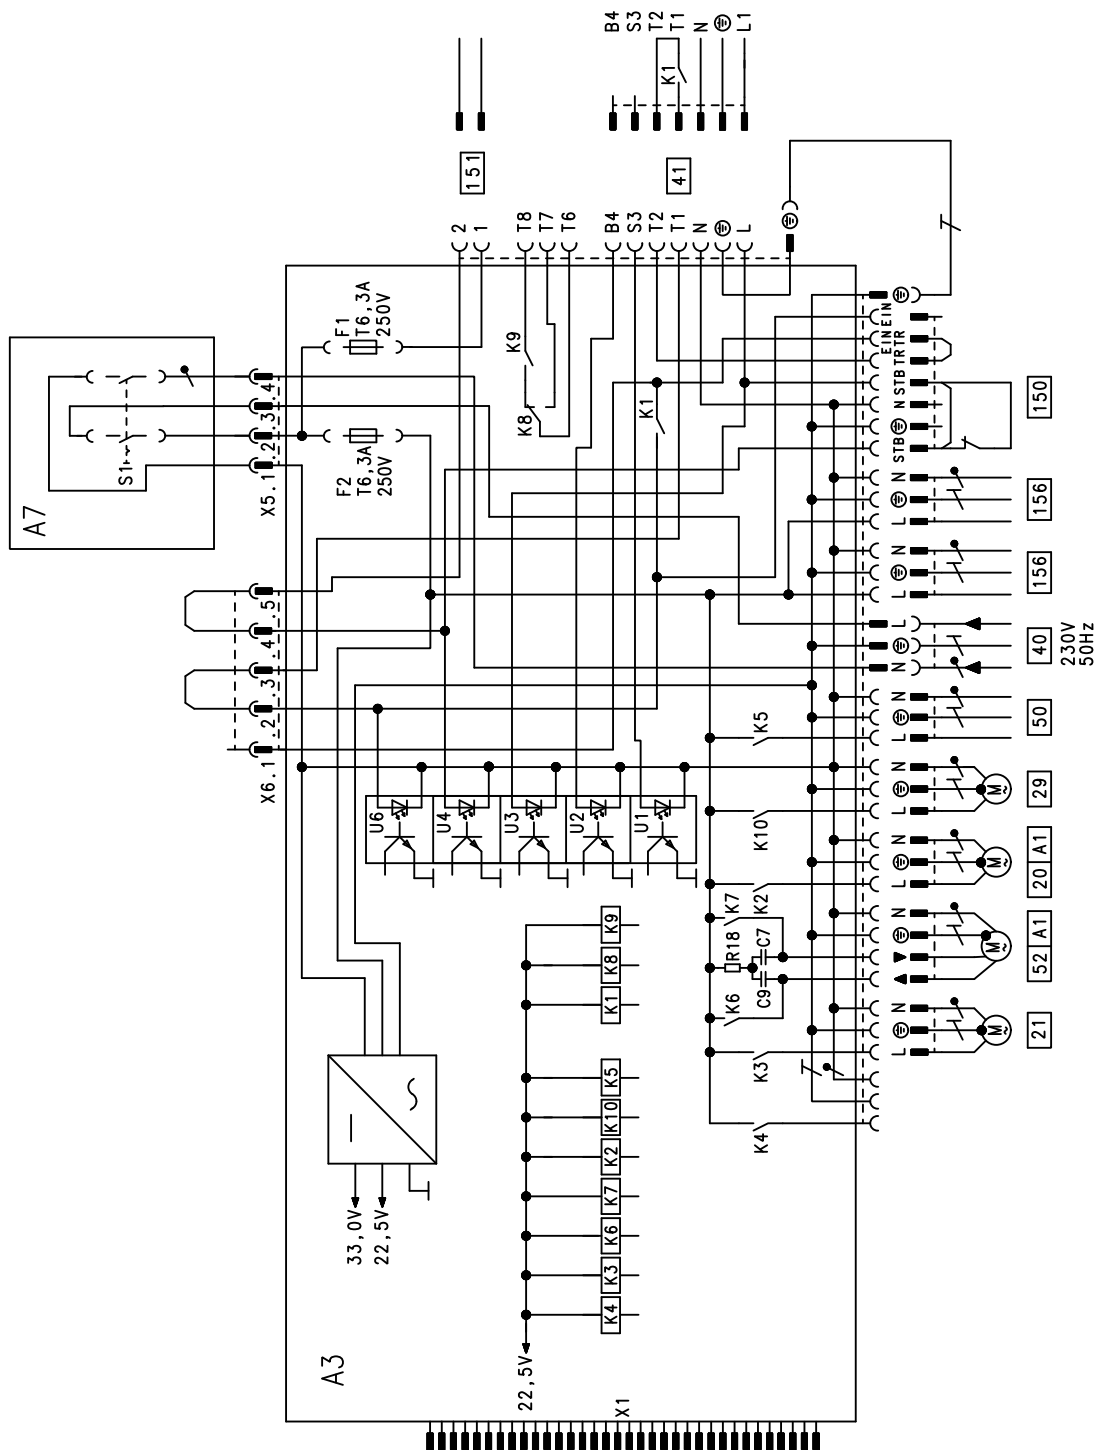 B4
S3
T2
T1
N
L1
K1
151
41
2
1
T8
T7
T6
B4
S3
T2
T1
N
L
A7
S1
X5.1 .2 .3 .4
F1
T6,3A
250V
F2
T6,3A
250V
K9
K8
K1
X6.1 .2 .3 .4 .5
EIN
EIN
TR
TR
STB
N
STB
150
N
L
156
N
L
156
L
N
40
230V
50Hz
N
L
50
N
L
M~
29
N
L
M~
20 A1
N
M~
52 A1
N
L
M~
21
U6
U4
U3
U2
U1
K5
K10
K2
K7
R18
C7
C9
K6
K3
K4
K9
K8
K1
K5
K10
K2
K7
K6
K3
K4
33,0V
22,5V
22,5V
A3
X1